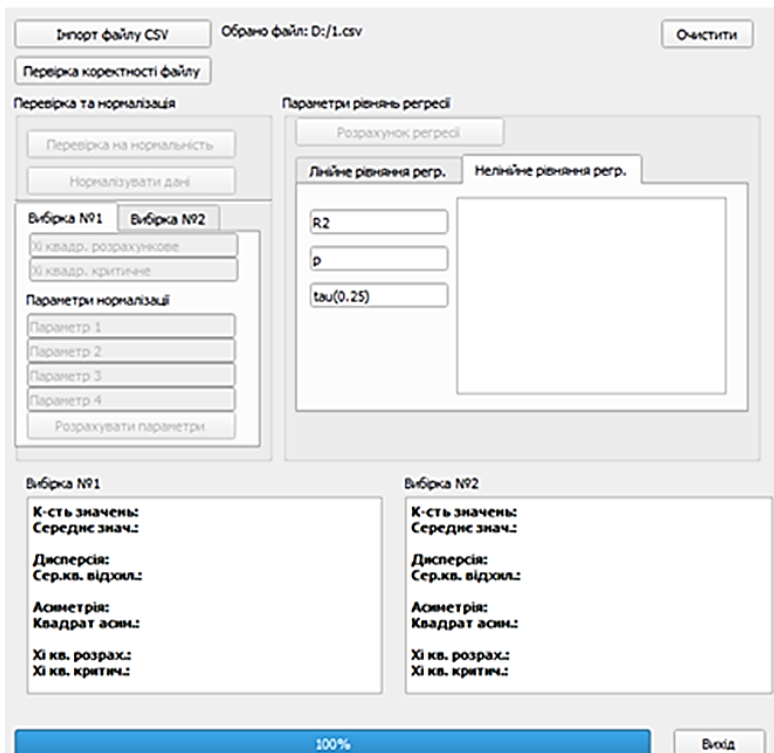 Імпорт файлу CSV
Обрано файл: D:/1.csv
Очистити
Первірка коректності файлу
Перевірка та нормалізація
Параметри рівнянь регресії
Перевірка на нормальність
Нормалізувати дані
Розрахунок регресії
Лінійне рівняння регр.
Нелінійне рівняння регр.
Вибірка №1
Вибірка №2
Хі квадр. розрахункове
Хі квадр. критичне
Параметри нормалізації
Параметр 1
Параметр 2
Параметр 3
Параметр 4
Розрахувати параметри
R2
p
tau(0.25)
Вибірка №1
К-сть значень:
Середнє знач.:
Дисперсія:
Сер.кв. відхил.:
Асиметрія:
Квадрат асим.:
Хі кв. розрах.:
Хі кв. критич.:
Вибірка №2
К-сть значень:
Середнє знач.:
Дисперсія:
Сер.кв. відхил.:
Асиметрія:
Квадрат асим.:
Хі кв. розрах.:
Хі кв. критич.:
100%
Вихід